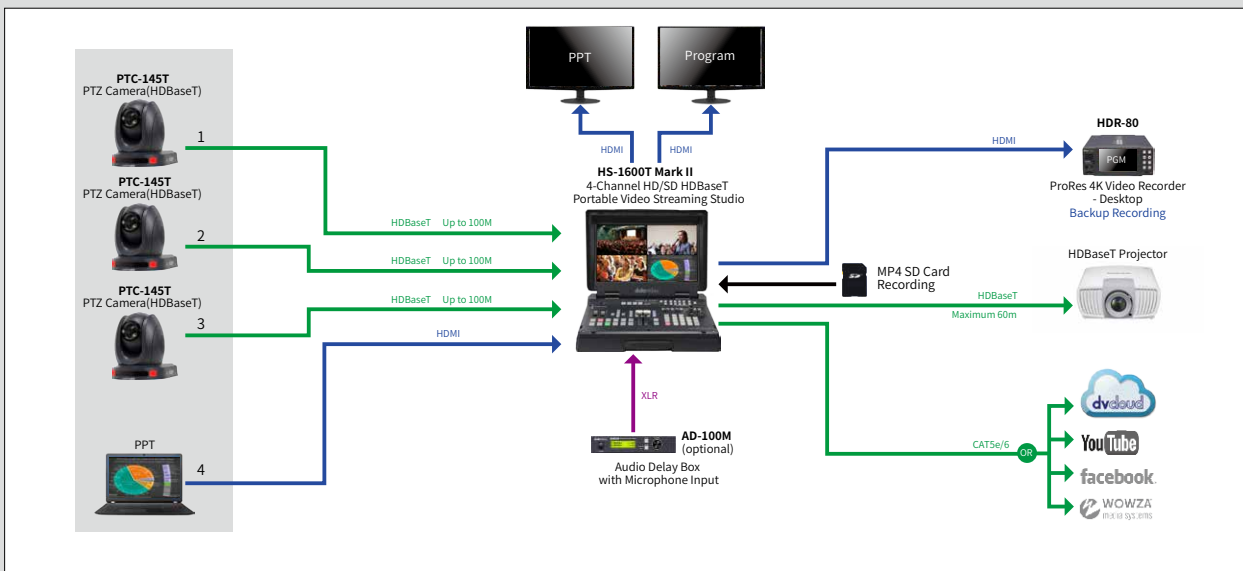 PTC-145T
PTZ Camera(HDBaseT)
1
PTC-145T
PTZ Camera(HDBaseT)
2
PTC-145T
PTZ Camera(HDBaseT)
3
PPT
4
HDBaseT Up to 100M
HDBaseT Up to 100M
HDBaseT Up to 100M
HDMI
PPT
Program
HDMI
HDMI
HS-1600T Mark II
4-Channel HD/SD HDBaseT
Portable Video Streaming Studio
XLR
AD-100M
(optional)
Audio Delay Box
with Microphone Input
HDMI
HDR-80
PGM
ProRes 4K Video Recorder
- Desktop
Backup Recording
MP4 SD Card
Recording
HDBaseT
Maximum 60m
HDBaseT Projector
CAT5e/6
OR
dvcloud
YouTube
facebook
WOWZA
media systems